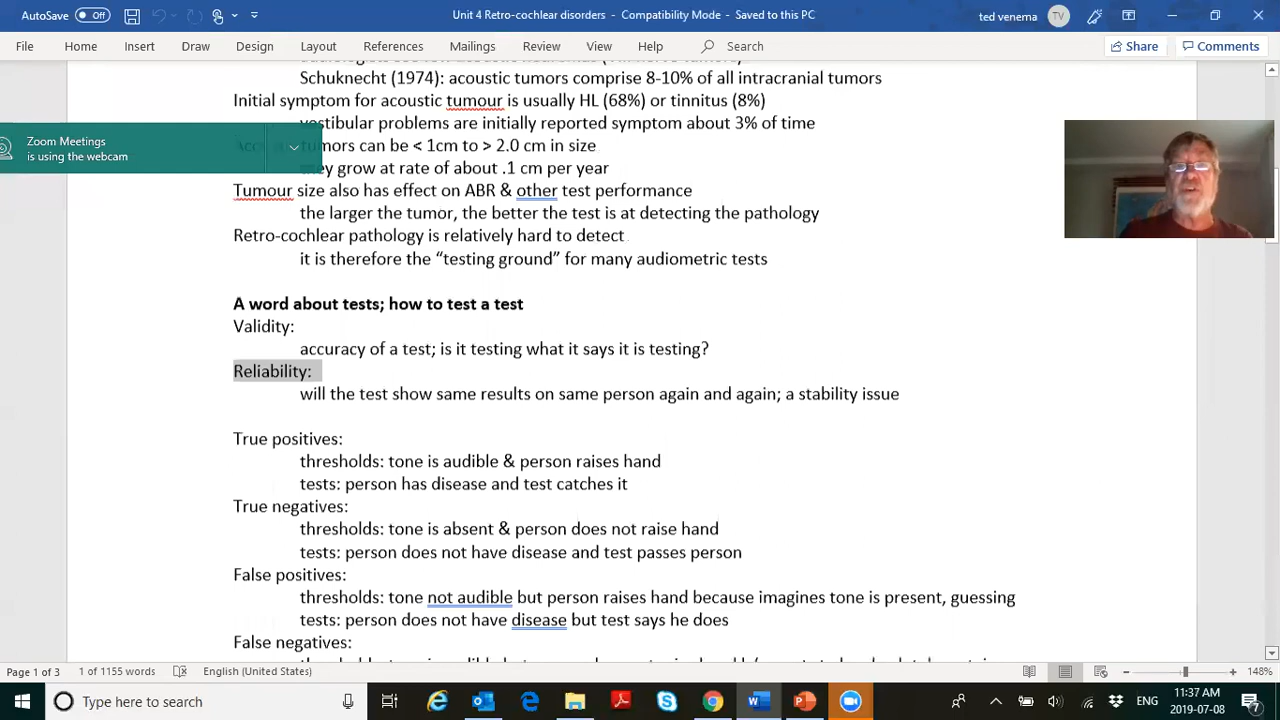 AutoSave Off
Unit 4 Retro-cochlear disorders - Compatibility Mode - Saved to this PC
ted venema TV
File Home Insert Draw Design Layout References Mailings Review View Help Search Share Comments
Schuknecht (1974): acoustic tumors comprise 8-10% of all intracranial tumors
Initial symptom for acoustic tumour is usually HL (68%) or tinnitus (8%)
vestibular problems are initially reported symptom about 3% of time
tumors can be < 1cm to > 2.0 cm in size
they grow at rate of about .1 cm per year
Zoom Meetings
is using the webcam
Tumour size also has effect on ABR & other test performance
the larger the tumor, the better the test is at detecting the pathology
Retro-cochlear pathology is relatively hard to detect
it is therefore the “testing ground” for many audiometric tests
A word about tests; how to test a test
Validity:
accuracy of a test; is it testing what it says it is testing?
Reliability:
will the test show same results on same person again and again; a stability issue
True positives:
thresholds: tone is audible & person raises hand
tests: person has disease and test catches it
True negatives:
thresholds: tone is absent & person does not raise hand
tests: person does not have disease and test passes person
False positives:
thresholds: tone not audible but person raises hand because imagines tone is present, guessing
tests: person does not have disease but test says he does
False negatives:
Page 1 of 3 1 of 1155 words English (United States) 148%
Type here to search
ENG 11:37 AM
2019-07-08
7